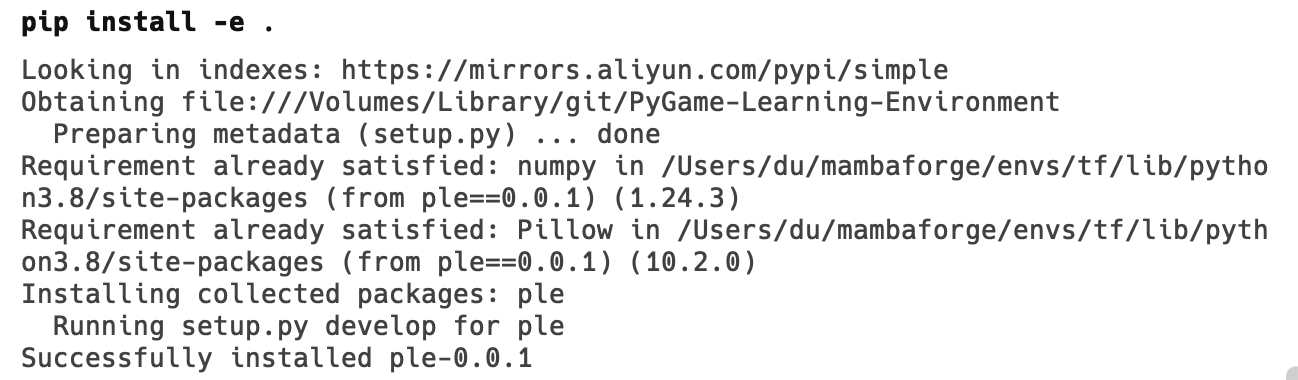 pip install -e .
Looking in indexes: https://mirrors.aliyun.com/pypi/simple
Obtaining file:///Volumes/Library/git/PyGame-Learning-Environment
  Preparing metadata (setup.py) ... done
Requirement already satisfied: numpy in /Users/du/mambaforge/envs/tf/lib/pytho
n3.8/site-packages (from ple==0.0.1) (1.24.3)
Requirement already satisfied: Pillow in /Users/du/mambaforge/envs/tf/lib/pyth
on3.8/site-packages (from ple==0.0.1) (10.2.0)
Installing collected packages: ple
  Running setup.py develop for ple
Successfully installed ple-0.0.1